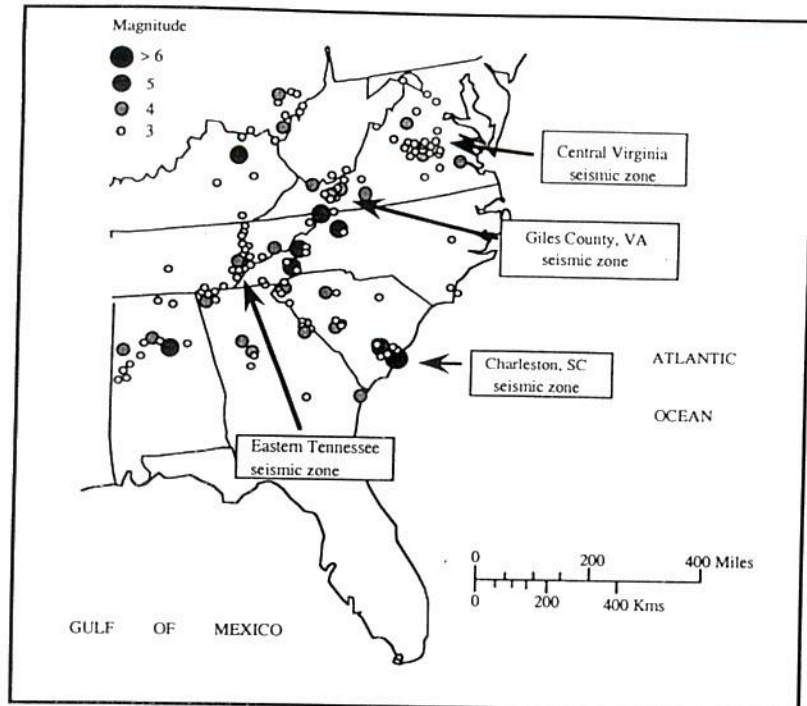 Magnitude
> 6
5
4
3
Central Virginia
seismic zone
Giles County, VA
seismic zone
Charleston, SC
seismic zone
ATLANTIC
OCEAN
Eastern Tennessee
seismic zone
0 200 400 Miles
0 200 400 Kms
GULF OF MEXICO